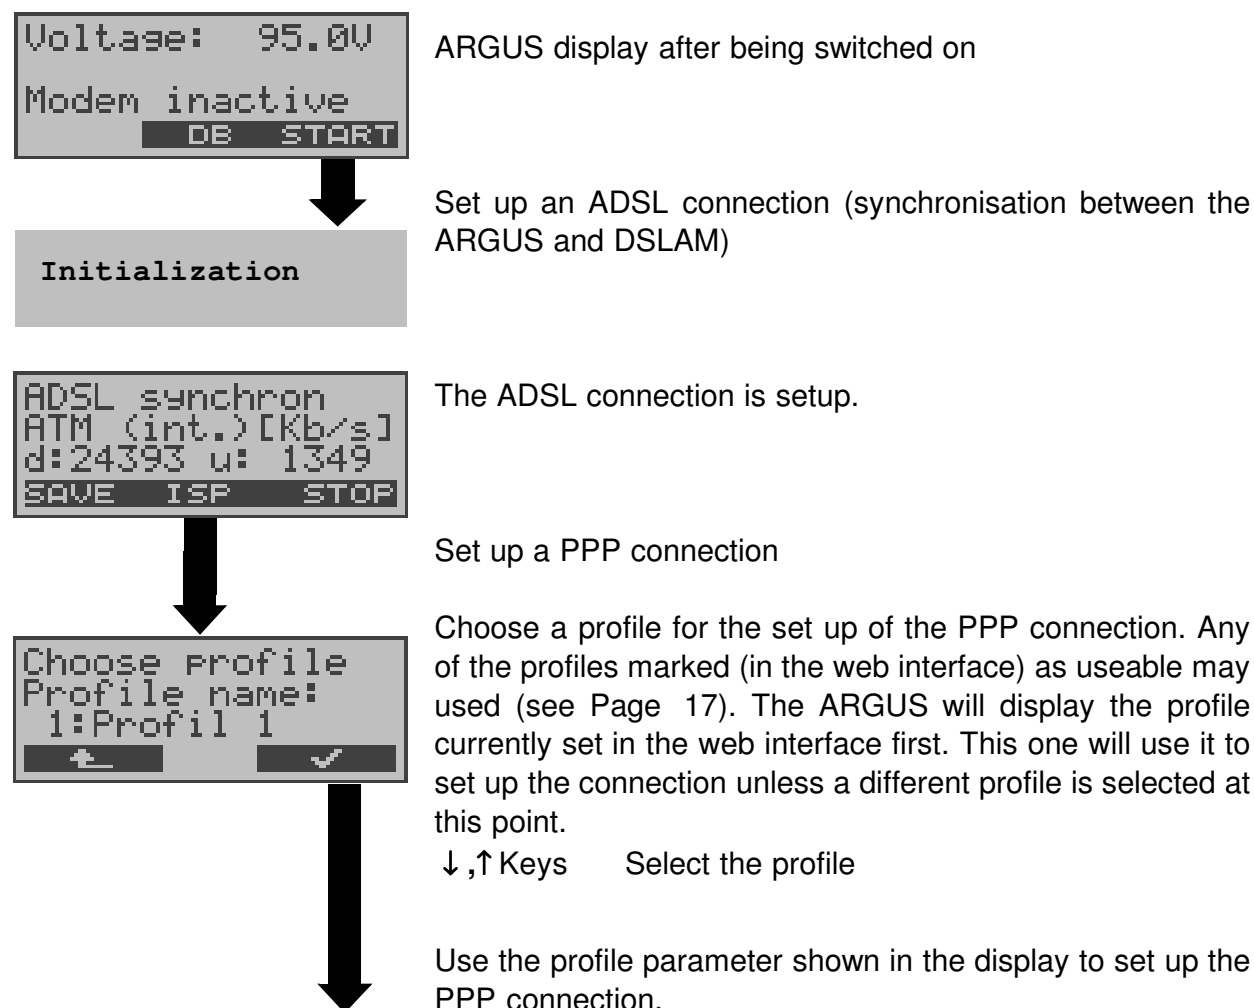 Voltage: 95.0V
Modem inactive
DB START
ARGUS display after being switched on
Set up an ADSL connection (synchronisation between the
ARGUS and DSLAM)
Initialization
ADSL synchron
ATM (int.)[Kb/s]
d:24393 u: 1349
SAVE ISP STOP
The ADSL connection is setup.
Set up a PPP connection
Choose profile
Profile name:
1:Profil 1
Choose a profile for the set up of the PPP connection. Any
of the profiles marked (in the web interface) as useable may
used (see Page 17). The ARGUS will display the profile
currently set in the web interface first. This one will use it to
set up the connection unless a different profile is selected at
this point.
↓,↑Keys Select the profile
Use the profile parameter shown in the display to set up the
PPP connection.